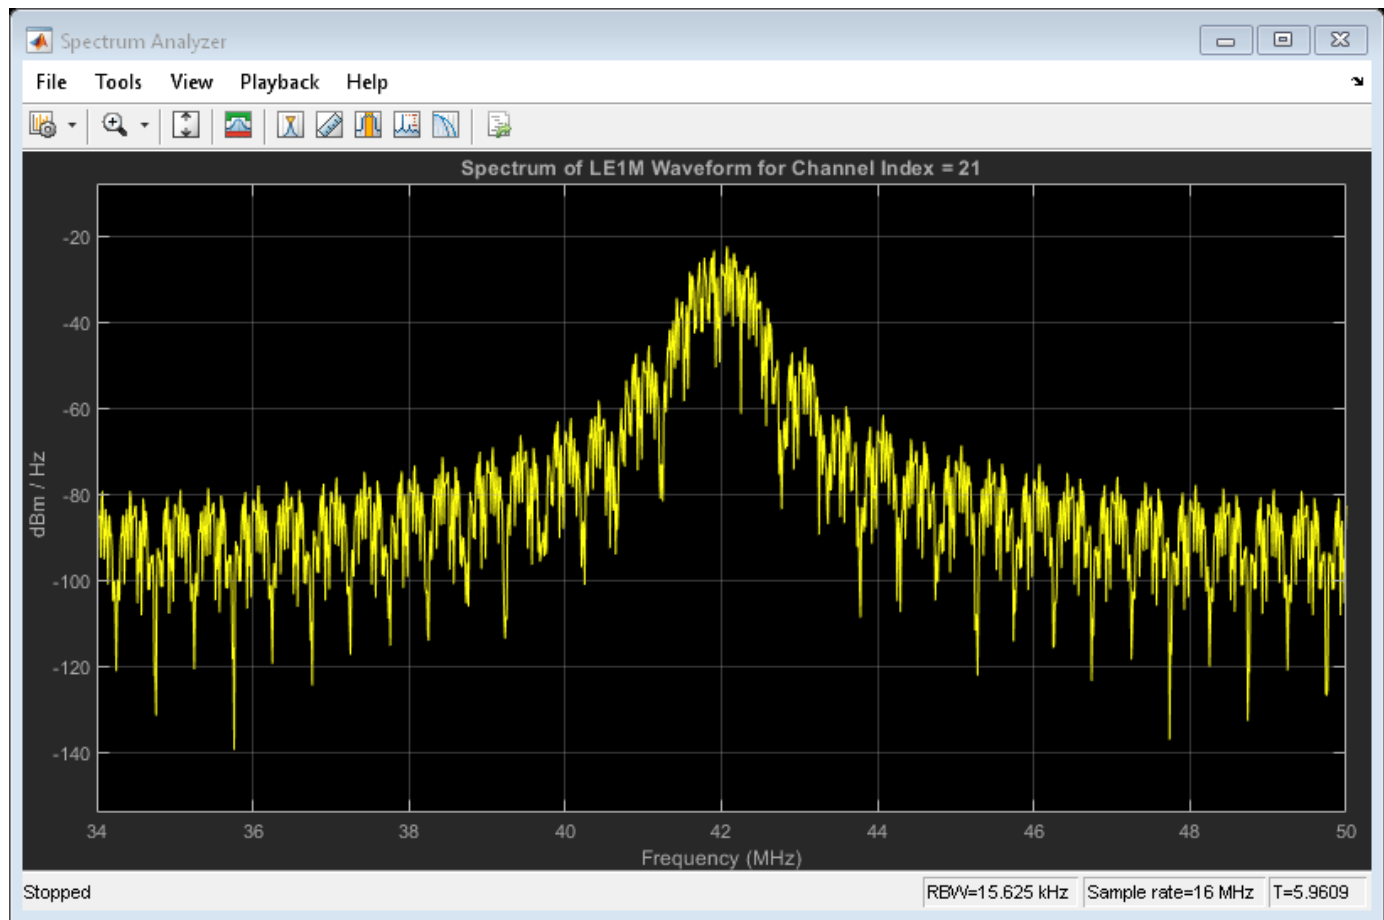 Spectrum Analyzer
File Tools View Playback Help
Spectrum of LE1M Waveform for Channel Index = 21
-20
-40
-60
-80
-100
-120
-140
dBm / Hz
34 36 38 40 42 44 46 48 50
Frequency (MHz)
Stopped RBW=15.625 kHz Sample rate=16 MHz T=5.9609